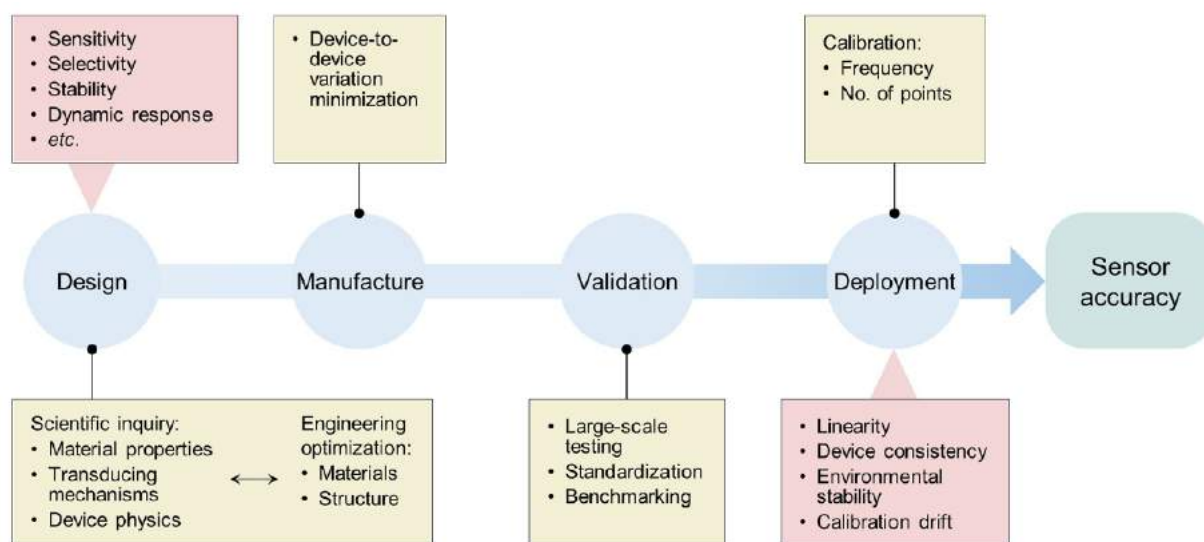 • Sensitivity
• Selectivity
• Stability
• Dynamic response
• etc.
• Device-to-
device
variation
minimization
Calibration:
• Frequency
• No. of points
Design
Manufacture
Validation
Deployment
Sensor
accuracy
Scientific inquiry:
• Material properties
• Transducing
mechanisms
• Device physics
Engineering
optimization:
• Materials
• Structure
• Large-scale
testing
• Standardization
• Benchmarking
• Linearity
• Device consistency
• Environmental
stability
• Calibration drift